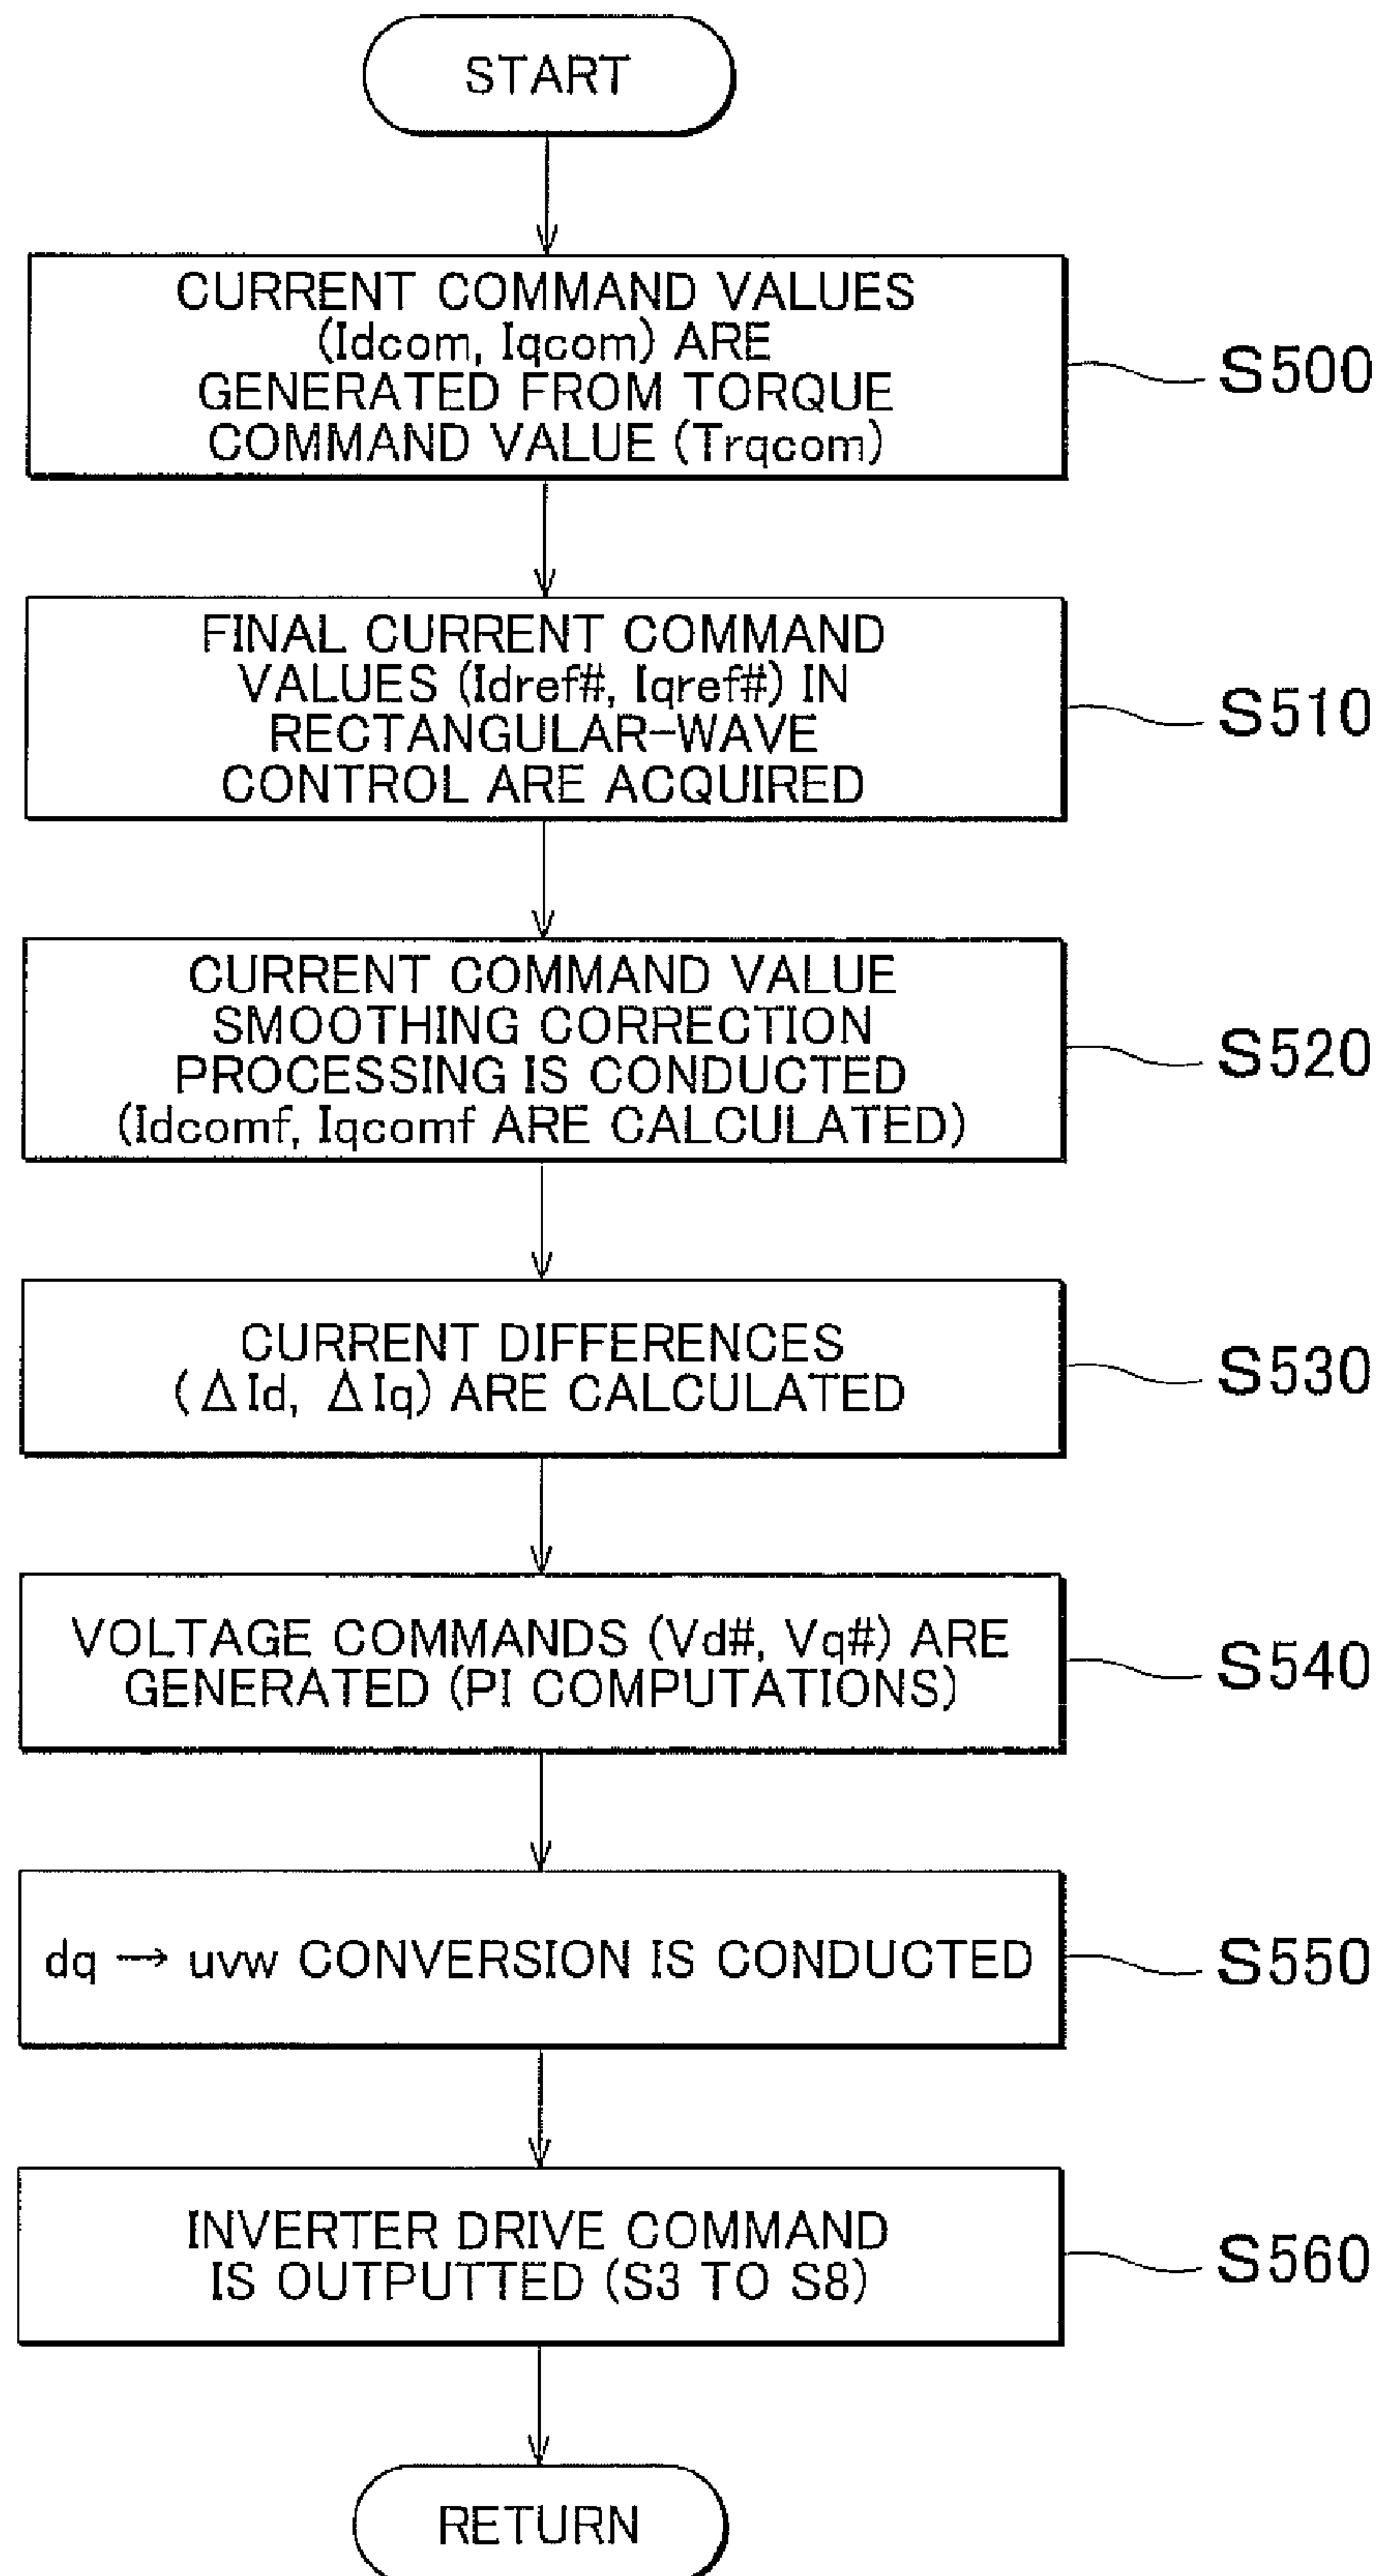 START
CURRENT COMMAND VALUES
(Idcom, Iqcom) ARE
GENERATED FROM TORQUE
COMMAND VALUE (Trqcom)
S500
FINAL CURRENT COMMAND
VALUES (Idref#, Iqref#) IN
RECTANGULAR-WAVE
CONTROL ARE ACQUIRED
S510
CURRENT COMMAND VALUE
SMOOTHING CORRECTION
PROCESSING IS CONDUCTED
(Idcomf, Iqcomf ARE CALCULATED)
S520
CURRENT DIFFERENCES
(ΔId, ΔIq) ARE CALCULATED
S530
VOLTAGE COMMANDS (Vd#, Vq#) ARE
GENERATED (PI COMPUTATIONS)
S540
dq → uvw CONVERSION IS CONDUCTED
S550
INVERTER DRIVE COMMAND
IS OUTPUTTED (S3 TO S8)
S560
RETURN